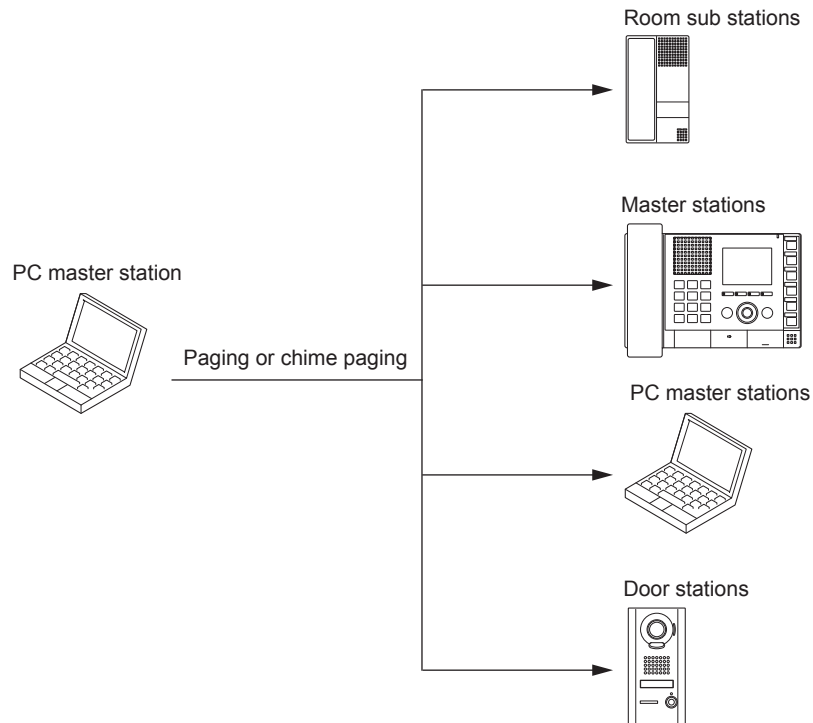 Room sub stations
Master stations
PC master station
Paging or chime paging
PC master stations
Door stations